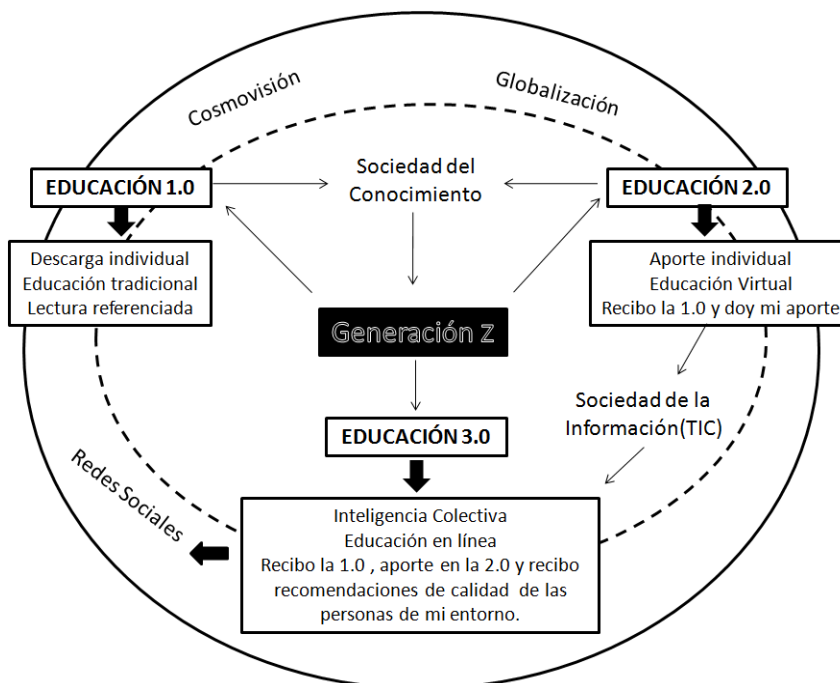 Cosmovisión
Globalización
EDUCACIÓN 1.0
Sociedad del
Conocimiento
EDUCACIÓN 2.0
Descarga individual
Educación tradicional
Lectura referenciada
Aporte individual
Educación Virtual
Recibo la 1.0 y doy mi aporte
Generación Z
Sociedad de la
Información(TIC)
EDUCACIÓN 3.0
Redes Sociales
Inteligencia Colectiva
Educación en línea
Recibo la 1.0 , aporte en la 2.0 y recibo
recomendaciones de calidad de las
personas de mi entorno.